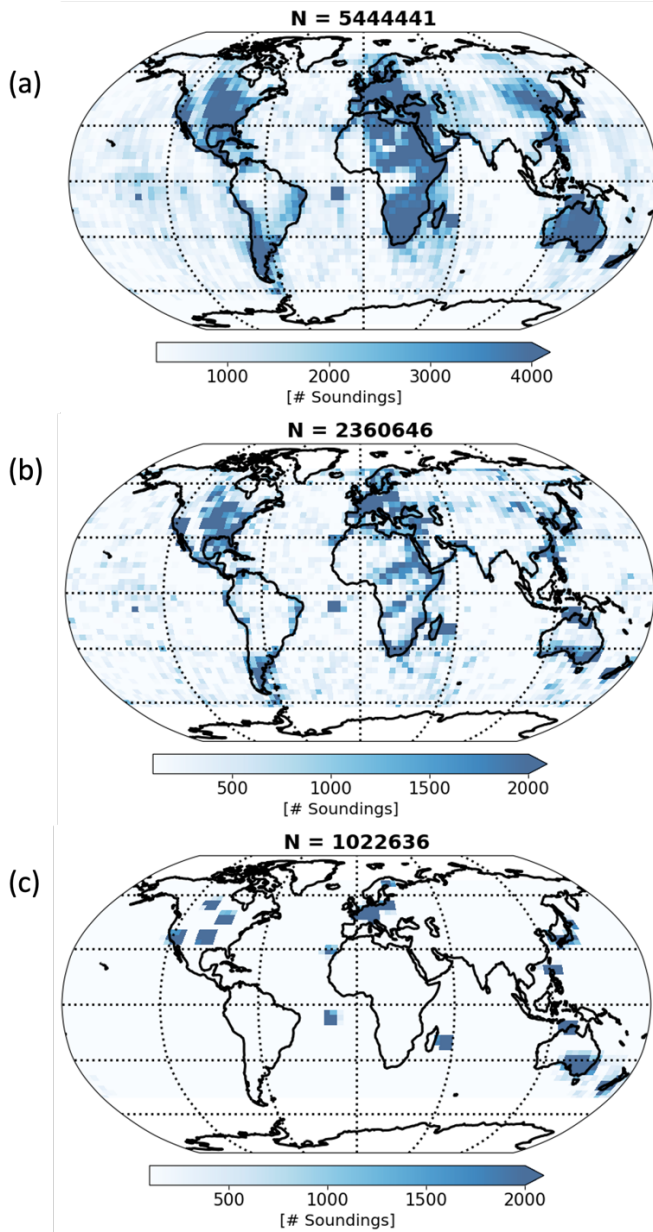 N = 5444441
(a)
1000 2000 3000 4000
[# Soundings]
N = 2360646
(b)
500 1000 1500 2000
[# Soundings]
N = 1022636
(c)
500 1000 1500 2000
[# Soundings]